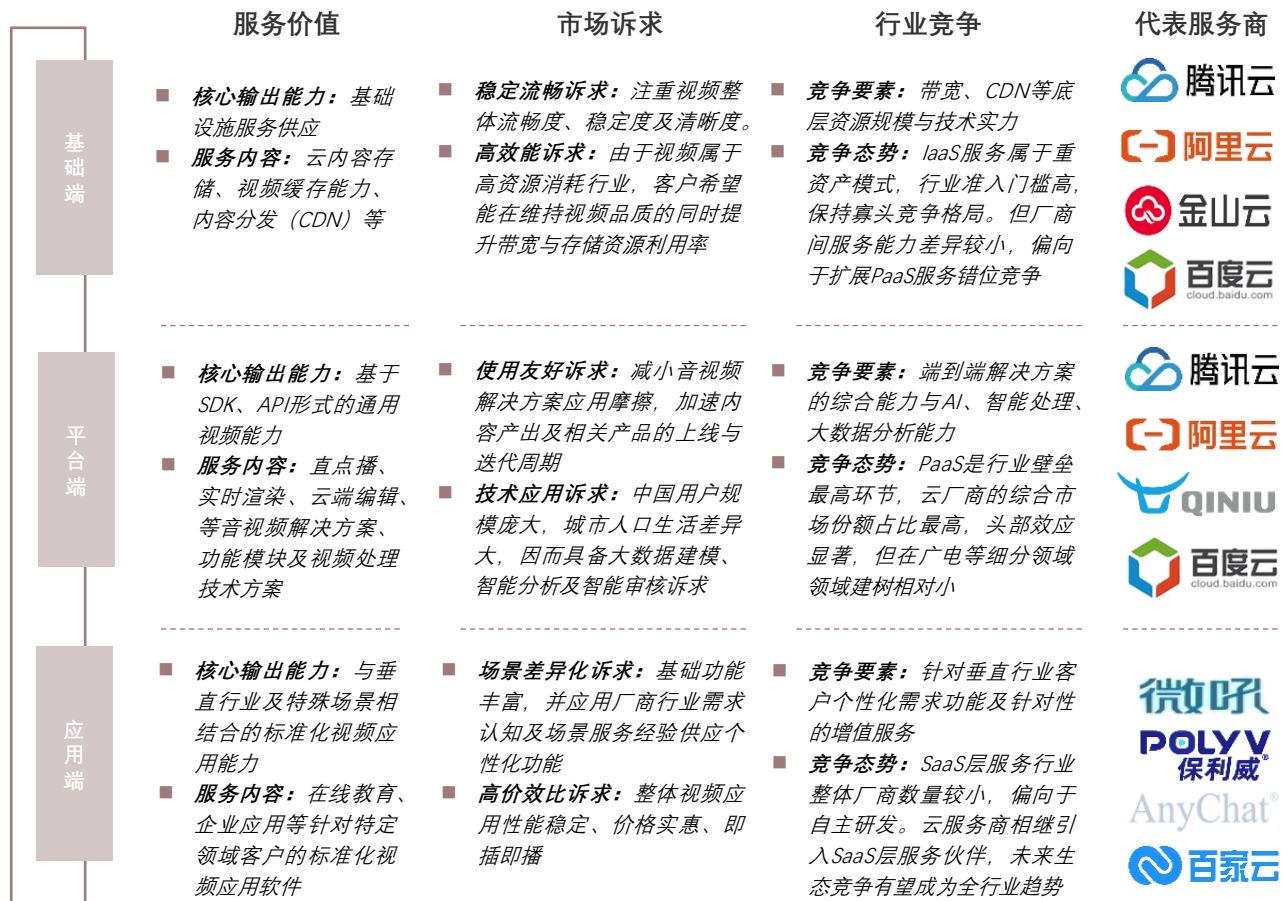 服务价值
市场诉求
行业竞争
代表服务商
基础端
核心输出能力：基础
设施服务供应
服务内容：云内容存
储、视频缓存能力、
内容分发（CDN）等
稳定流畅诉求：注重视频整
体流畅度、稳定度及清晰度。
高效能诉求：由于视频属于
高资源消耗行业，客户希望
能在维持视频品质的同时提
升带宽与存储资源利用率
竞争要素：带宽、CDN等底
层资源规模与技术实力
竞争态势：IaaS服务属于重
资产模式，行业准入门槛高，
保持寡头竞争格局。但厂商
间服务能力差异较小，偏向
于扩展PaaS服务错位竞争
腾讯云
阿里云
金山云
百度云
cloud.baidu.com
平台端
核心输出能力：基于
SDK、API形式的通用
视频能力
服务内容：直点播、
实时渲染、云端编辑、
等音视频解决方案、
功能模块及视频处理
技术方案
使用友好诉求：减小音视频
解决方案应用摩擦，加速内
容产出及相关产品的上线与
迭代周期
技术应用诉求：中国用户规
模庞大，城市人口生活差异
大，因而具备大数据建模、
智能分析及智能审核诉求
竞争要素：端到端解决方案
的综合能力与AI、智能处理、
大数据分析能力
竞争态势：PaaS是行业壁垒
最高环节，云厂商的综合市
场份额占比最高，头部效应
显著，但在广电等细分领域
领域建树相对小
腾讯云
阿里云
QINIU
百度云
cloud.baidu.com
应用端
核心输出能力：与垂
直行业及特殊场景相
结合的标准化视频应
用能力
服务内容：在线教育、
企业应用等针对特定
领域客户的标准化视
频应用软件
场景差异化诉求：基础功能
丰富，并应用厂商行业需求
认知及场景服务经验供应个
性化功能
高价效比诉求：整体视频应
用性能稳定、价格实惠、即
插即播
竞争要素：针对垂直行业客
户个性化需求功能及针对性
的增值服务
竞争态势：SaaS层服务行业
整体厂商数量较小，偏向于
自主研发。云服务商相继引
入SaaS层服务伙伴，未来生
态竞争有望成为全行业趋势
微吼
POLYV
保利威®
AnyChat®
百家云